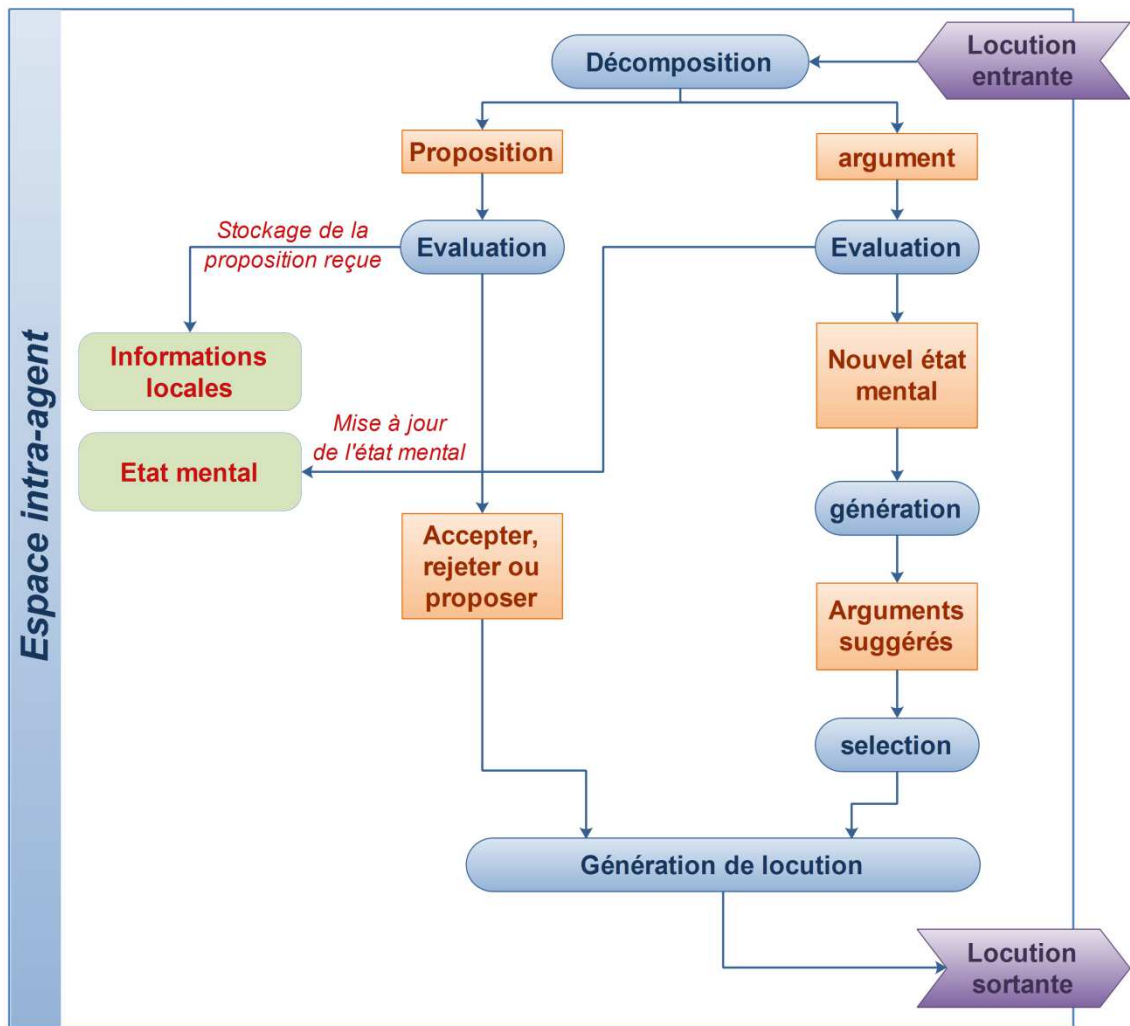 Locution
entrante
Décomposition
Proposition
argument
Stockage de la
proposition reçue
Evaluation
Evaluation
Informations
locales
Nouvel état
mental
Mise à jour
de l'état mental
Etat mental
génération
Accepter,
rejeter ou
proposer
Arguments
suggérés
selection
Génération de locution
Locution
sortante
Espace intra-agent